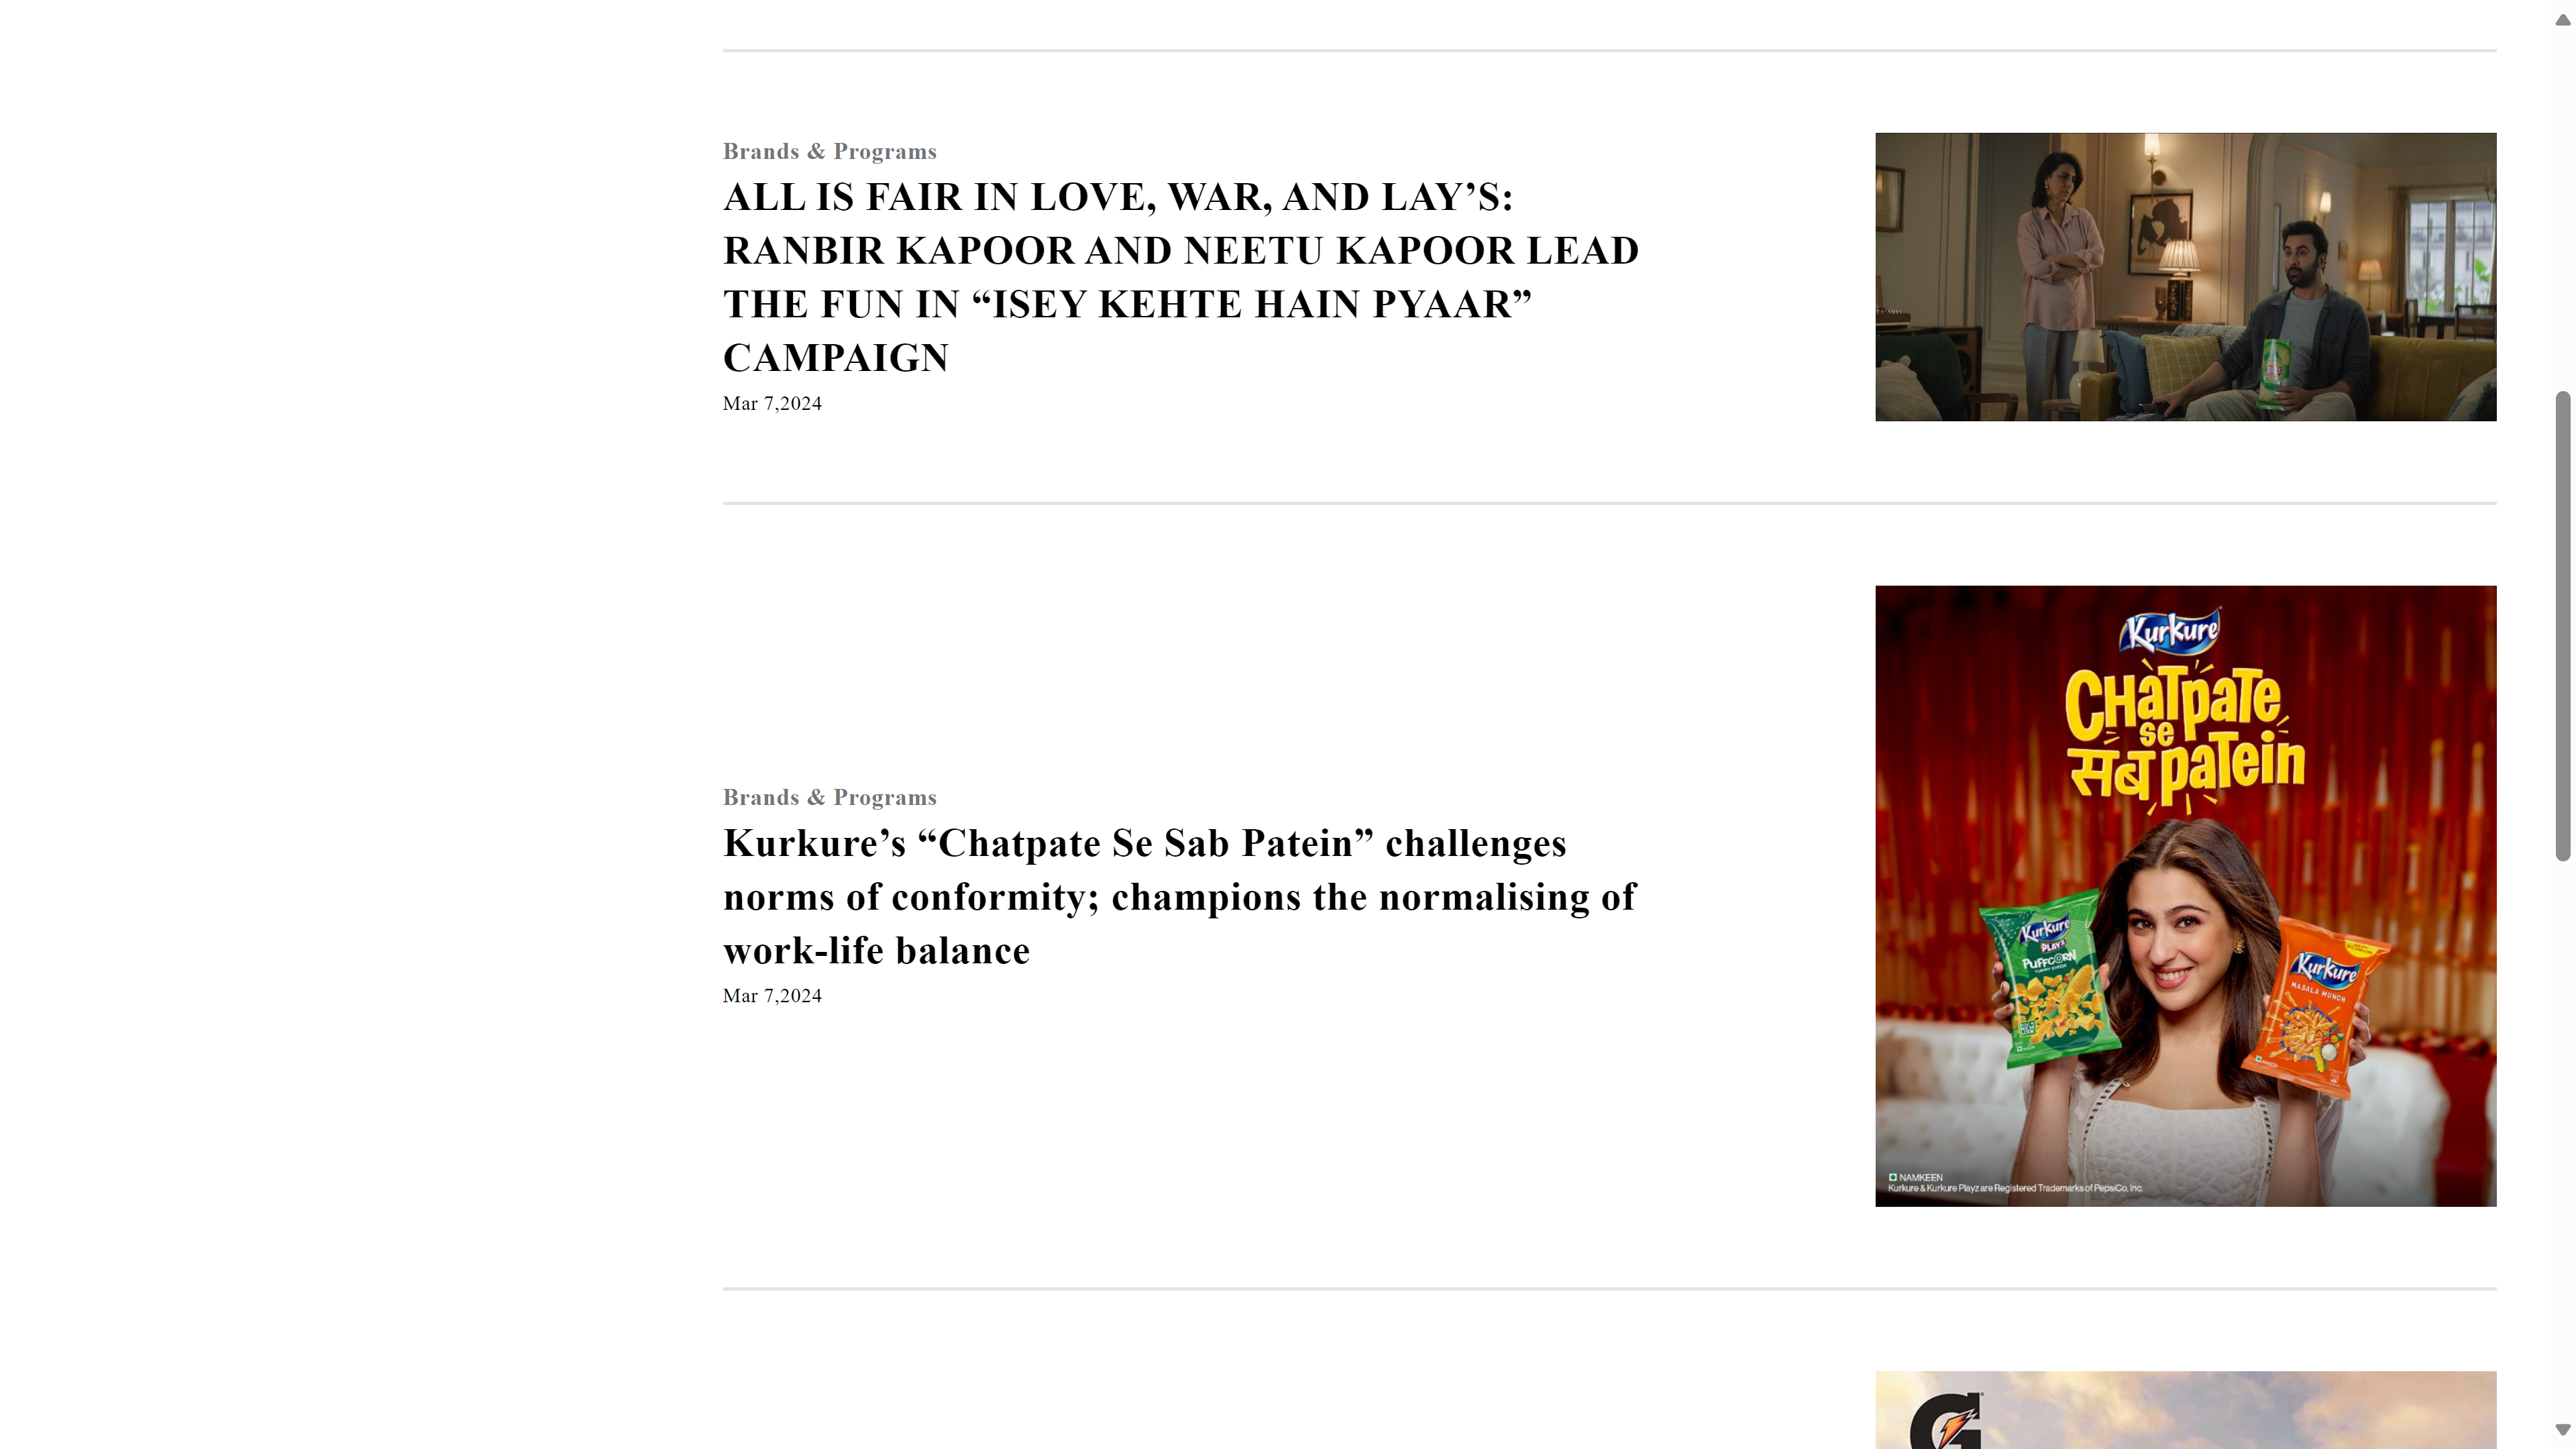 Brands & Programs
ALL IS FAIR IN LOVE, WAR, AND LAY’S:
RANBIR KAPOOR AND NEETU KAPOOR LEAD
THE FUN IN “ISEY KEHTE HAIN PYAAR”
CAMPAIGN
Mar 7,2024
Brands & Programs
Kurkure’s “Chatpate Se Sab Patein” challenges
norms of conformity; champions the normalising of
work-life balance
Mar 7,2024
Kurkure
CHaTpaTe
se
सब paTein
Kurkure
PLAYZ
PUFFCORN
YUMMY CHEESE
Kurkure
MASALA MUNCH
NAMKEEN
Kurkure & Kurkure Playz are Registered Trademarks of PepsiCo, Inc.
G